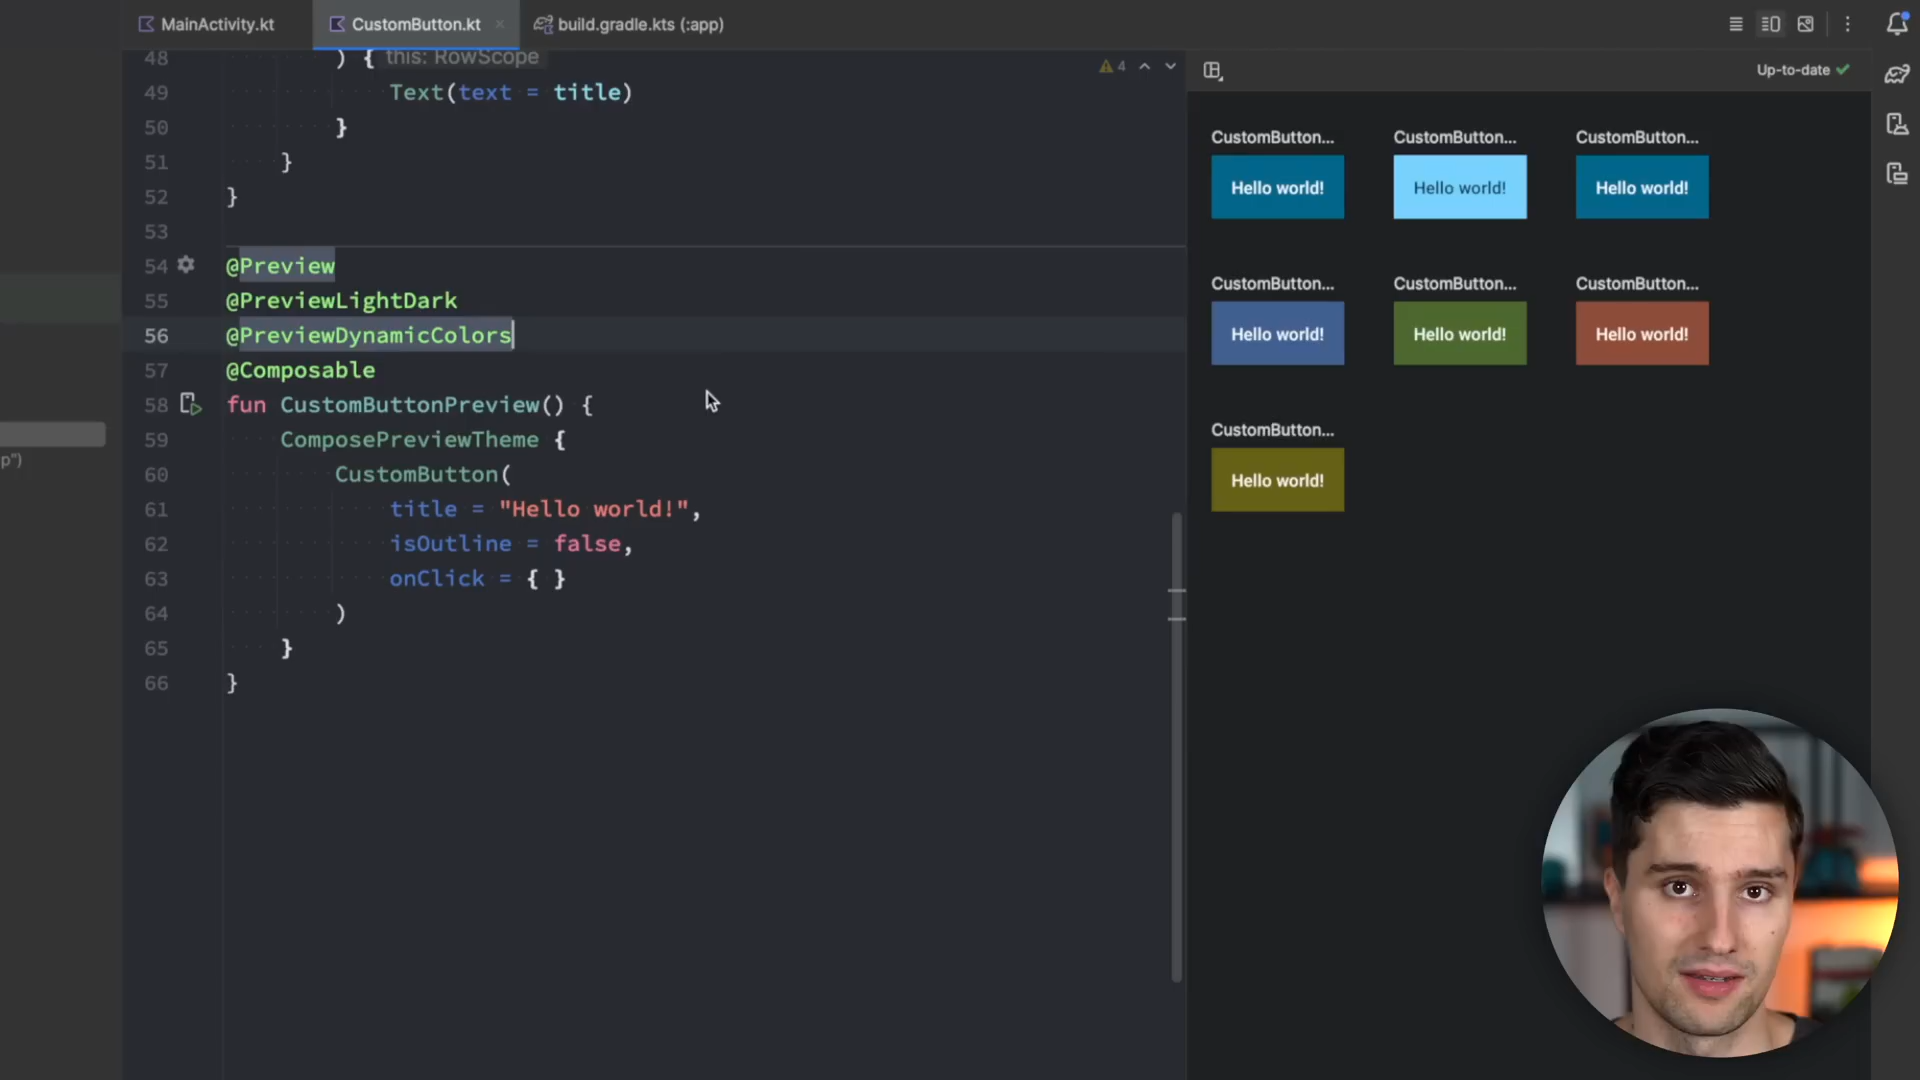 MainActivity.kt
CustomButton.kt
build.gradle.kts (:app)
48 ) { this: RowScope
49 Text(text = title)
50 }
51 }
52 }
53
54 @Preview
55 @PreviewLightDark
56 @PreviewDynamicColors
57 @Composable
58 fun CustomButtonPreview() {
59 ComposePreviewTheme {
60 CustomButton(
61 title = "Hello world!",
62 isOutline = false,
63 onClick = { }
64 )
65 }
66 }
p")
4
Up-to-date
CustomButton... CustomButton... CustomButton...
Hello world! Hello world! Hello world!
CustomButton... CustomButton... CustomButton...
Hello world! Hello world! Hello world!
CustomButton...
Hello world!